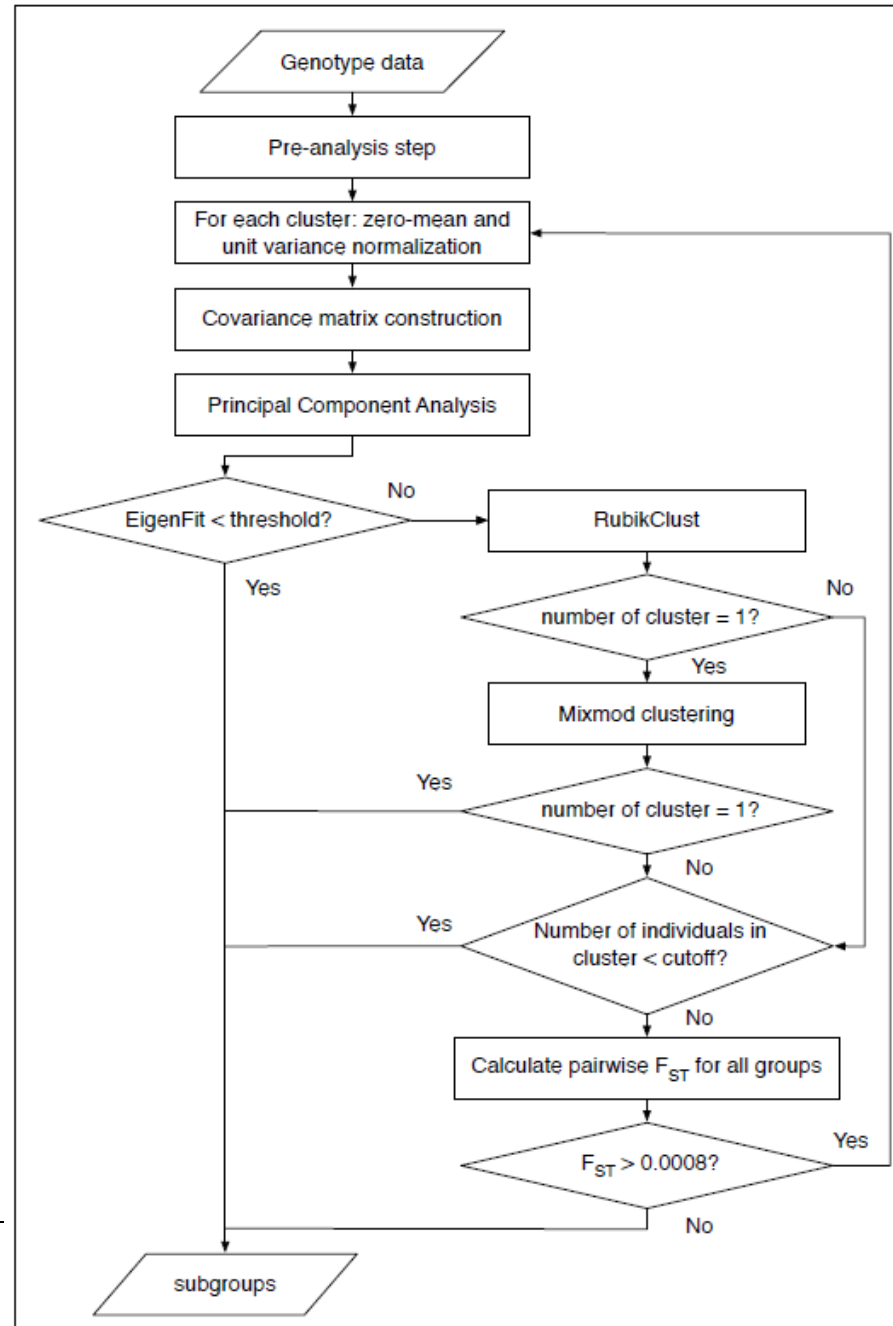 Genotype data
Pre-analysis step
For each cluster: zero-mean and
unit variance normalization
Covariance matrix construction
Principal Component Analysis
EigenFit < threshold?
No
RubikClust
Yes
number of cluster = 1?
No
Yes
Mixmod clustering
Yes
number of cluster = 1?
No
Yes
Number of individuals in
cluster < cutoff?
No
Calculate pairwise FST for all groups
Yes
FST > 0.0008?
No
subgroups